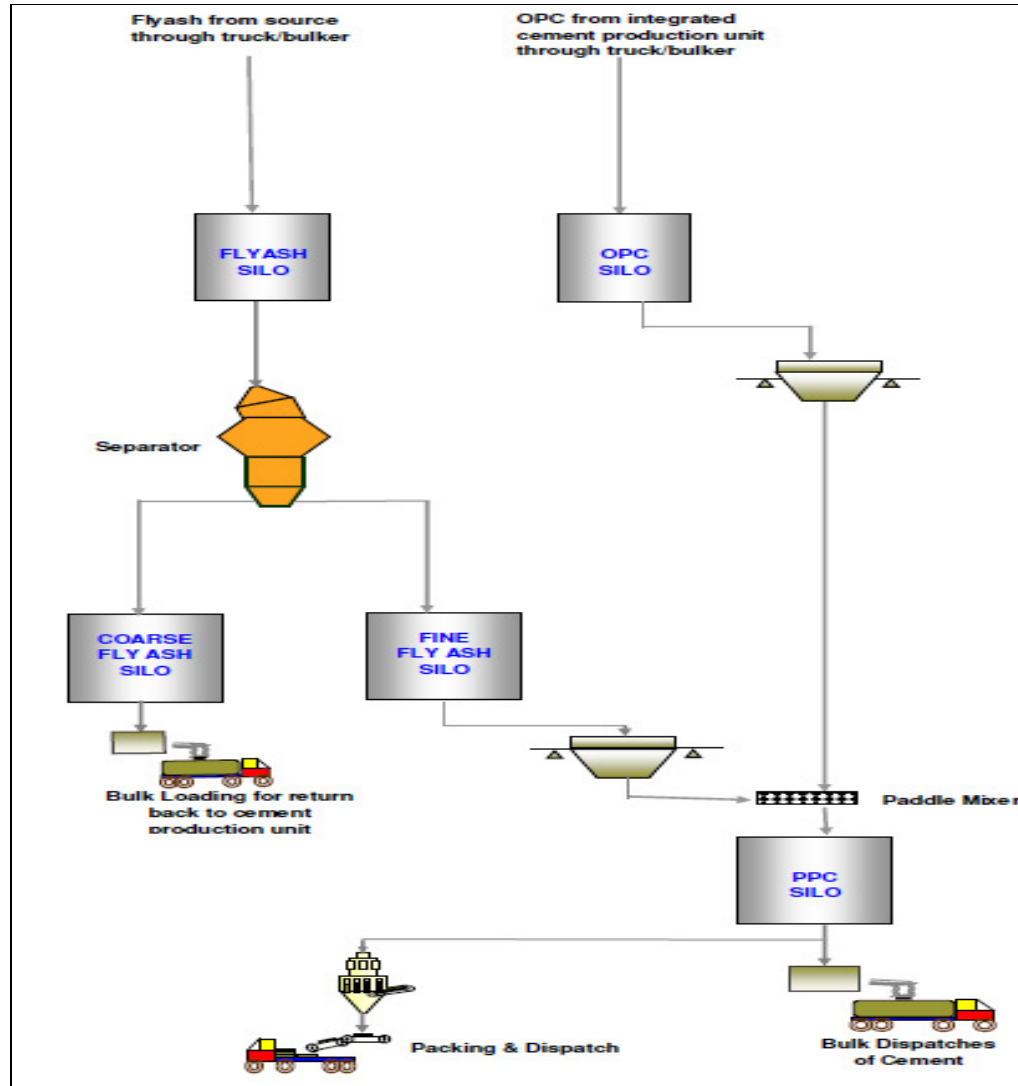 Flyash from source
through truck/bulker
OPC from integrated
cement production unit
through truck/bulker
FLYASH
SILO
OPC
SILO
Separator
COARSE
FLY ASH
SILO
FINE
FLY ASH
SILO
Bulk Loading for return
back to cement
production unit
Paddle Mixer
PPC
SILO
Packing & Dispatch
Bulk Dispatches
of Cement